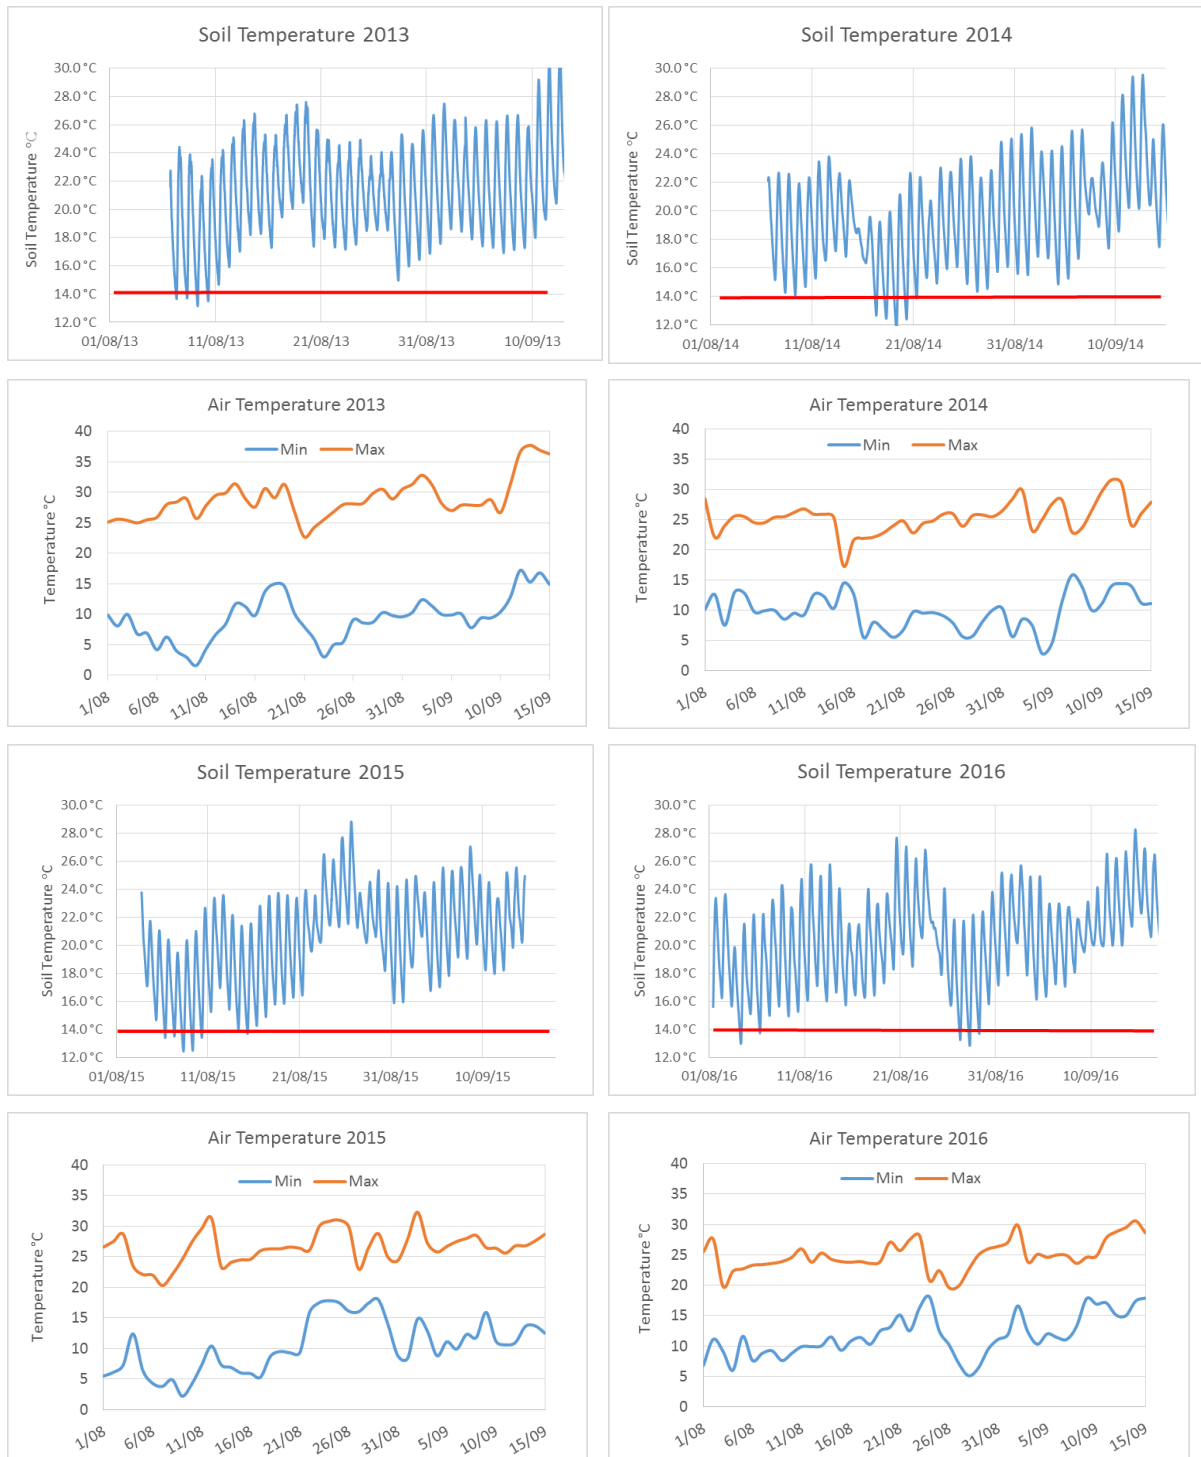 Soil Temperature 2013
Soil Temperature °C
30.0°C
28.0°C
26.0°C
24.0°C
22.0°C
20.0°C
18.0°C
16.0°C
14.0°C
12.0°C
01/08/13 11/08/13 21/08/13 31/08/13 10/09/13
Soil Temperature 2014
Soil Temperature °C
30.0°C
28.0°C
26.0°C
24.0°C
22.0°C
20.0°C
18.0°C
16.0°C
14.0°C
12.0°C
01/08/14 11/08/14 21/08/14 31/08/14 10/09/14
Air Temperature 2013
Min Max
Temperature °C
40
35
30
25
20
15
10
5
0
1/08 6/08 11/08 16/08 21/08 26/08 31/08 5/09 10/09 15/09
Air Temperature 2014
Min Max
Temperature °C
40
35
30
25
20
15
10
5
0
1/08 6/08 11/08 16/08 21/08 26/08 31/08 5/09 10/09 15/09
Soil Temperature 2015
Soil Temperature °C
30.0°C
28.0°C
26.0°C
24.0°C
22.0°C
20.0°C
18.0°C
16.0°C
14.0°C
12.0°C
01/08/15 11/08/15 21/08/15 31/08/15 10/09/15
Soil Temperature 2016
Soil Temperature °C
30.0°C
28.0°C
26.0°C
24.0°C
22.0°C
20.0°C
18.0°C
16.0°C
14.0°C
12.0°C
01/08/16 11/08/16 21/08/16 31/08/16 10/09/16
Air Temperature 2015
Min Max
Temperature °C
40
35
30
25
20
15
10
5
0
1/08 6/08 11/08 16/08 21/08 26/08 31/08 5/09 10/09 15/09
Air Temperature 2016
Min Max
Temperature °C
40
35
30
25
20
15
10
5
0
1/08 6/08 11/08 16/08 21/08 26/08 31/08 5/09 10/09 15/09